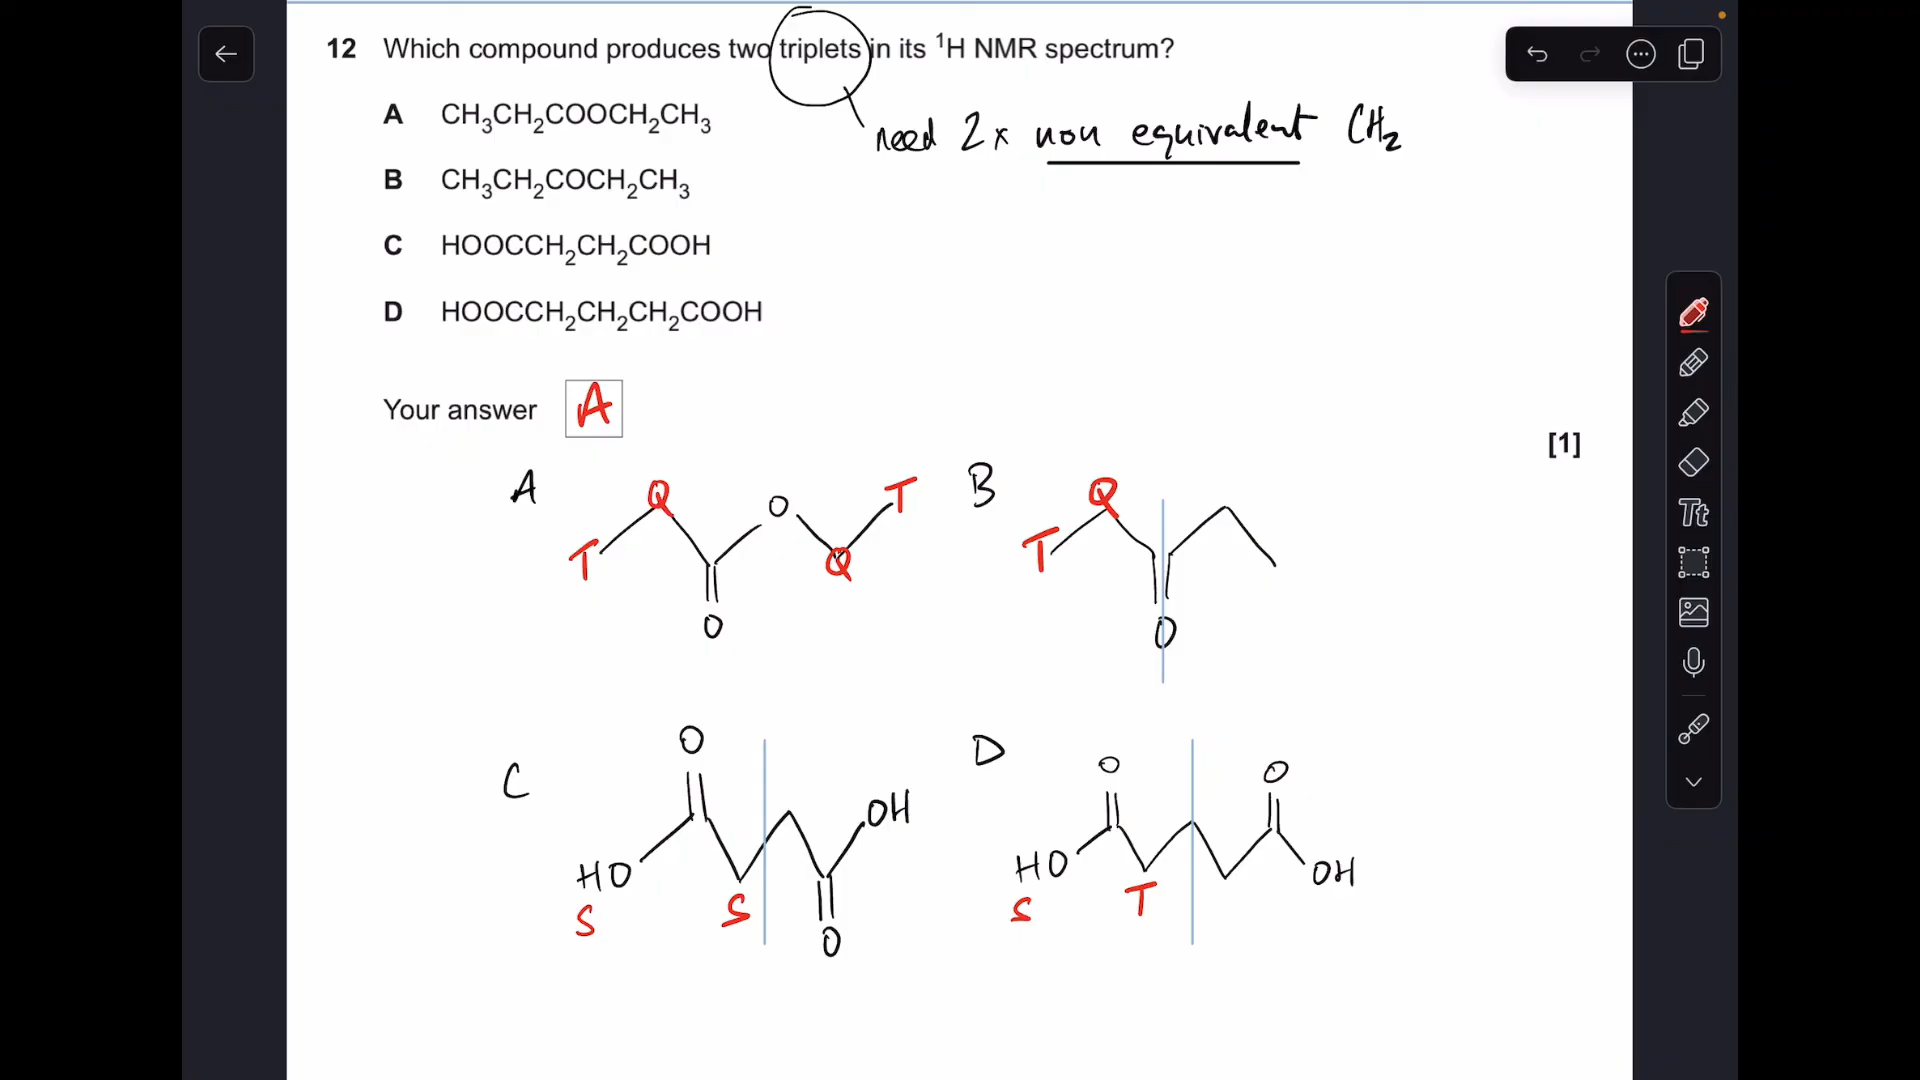 12 Which compound produces two triplets in its ¹H NMR spectrum?
A CH₃CH₂COOCH₂CH₃
need 2x non equivalent CH₂
B CH₃CH₂COCH₂CH₃
C HOOCCH₂CH₂COOH
D HOOCCH₂CH₂CH₂COOH
Your answer A
[1]
A
T Q O Q T
O
B
T Q
O
C
O
HO
OH
O
S S
D
O O
HO
OH
S T
Tt